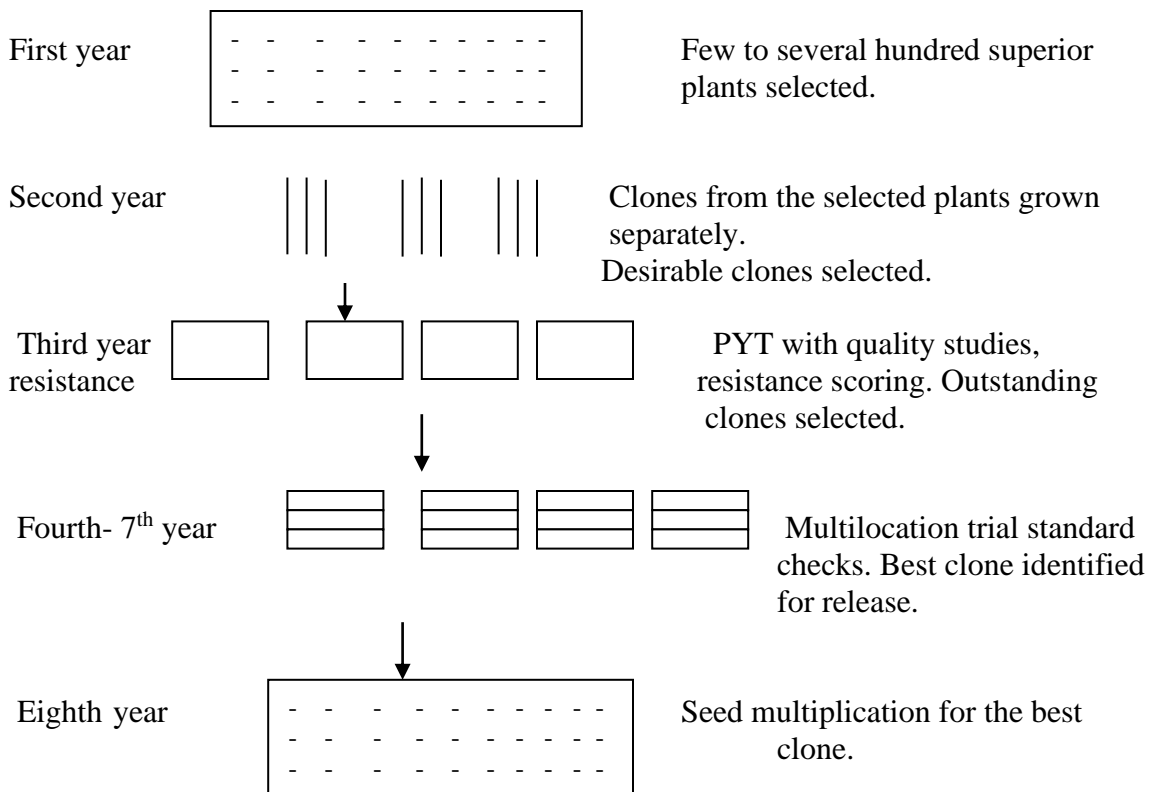 First year
Few to several hundred superior
plants selected.
- - - - - - - - - -
- - - - - - - - - -
- - - - - - - - - -
Second year
Clones from the selected plants grown
separately.
Desirable clones selected.
Third year
resistance
PYT with quality studies,
resistance scoring. Outstanding
clones selected.
Fourth- 7th year
Multilocation trial standard
checks. Best clone identified
for release.
Eighth year
Seed multiplication for the best
clone.
- - - - - - - - - -
- - - - - - - - - -
- - - - - - - - - -